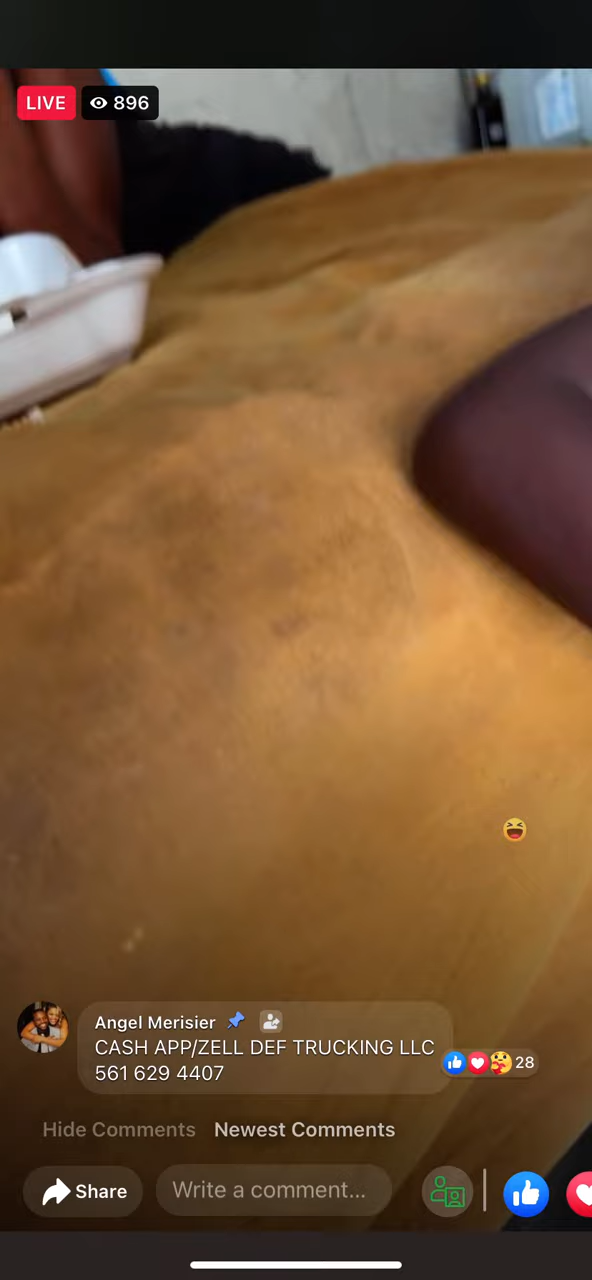 LIVE 896
Angel Merisier
CASH APP/ZELL DEF TRUCKING LLC
561 629 4407
28
Hide Comments Newest Comments
Share Write a comment...